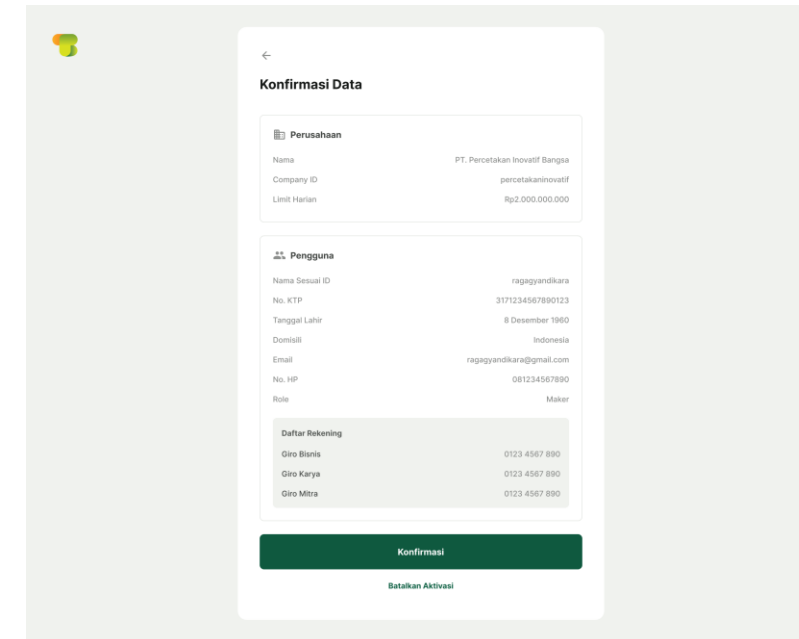 Konfirmasi Data
Perusahaan
Nama PT. Percetakan Inovatif Bangsa
Company ID percetakaninovatif
Limit Harian Rp2.000.000.000
Pengguna
Nama Sesuai ID ragagyandikara
No. KTP 3171234567890123
Tanggal Lahir 8 Desember 1960
Domisili Indonesia
Email ragagyandikara@gmail.com
No. HP 081234567890
Role Maker
Daftar Rekening
Giro Bisnis 0123 4567 890
Giro Karya 0123 4567 890
Giro Mitra 0123 4567 890
Konfirmasi
Batalkan Aktivasi